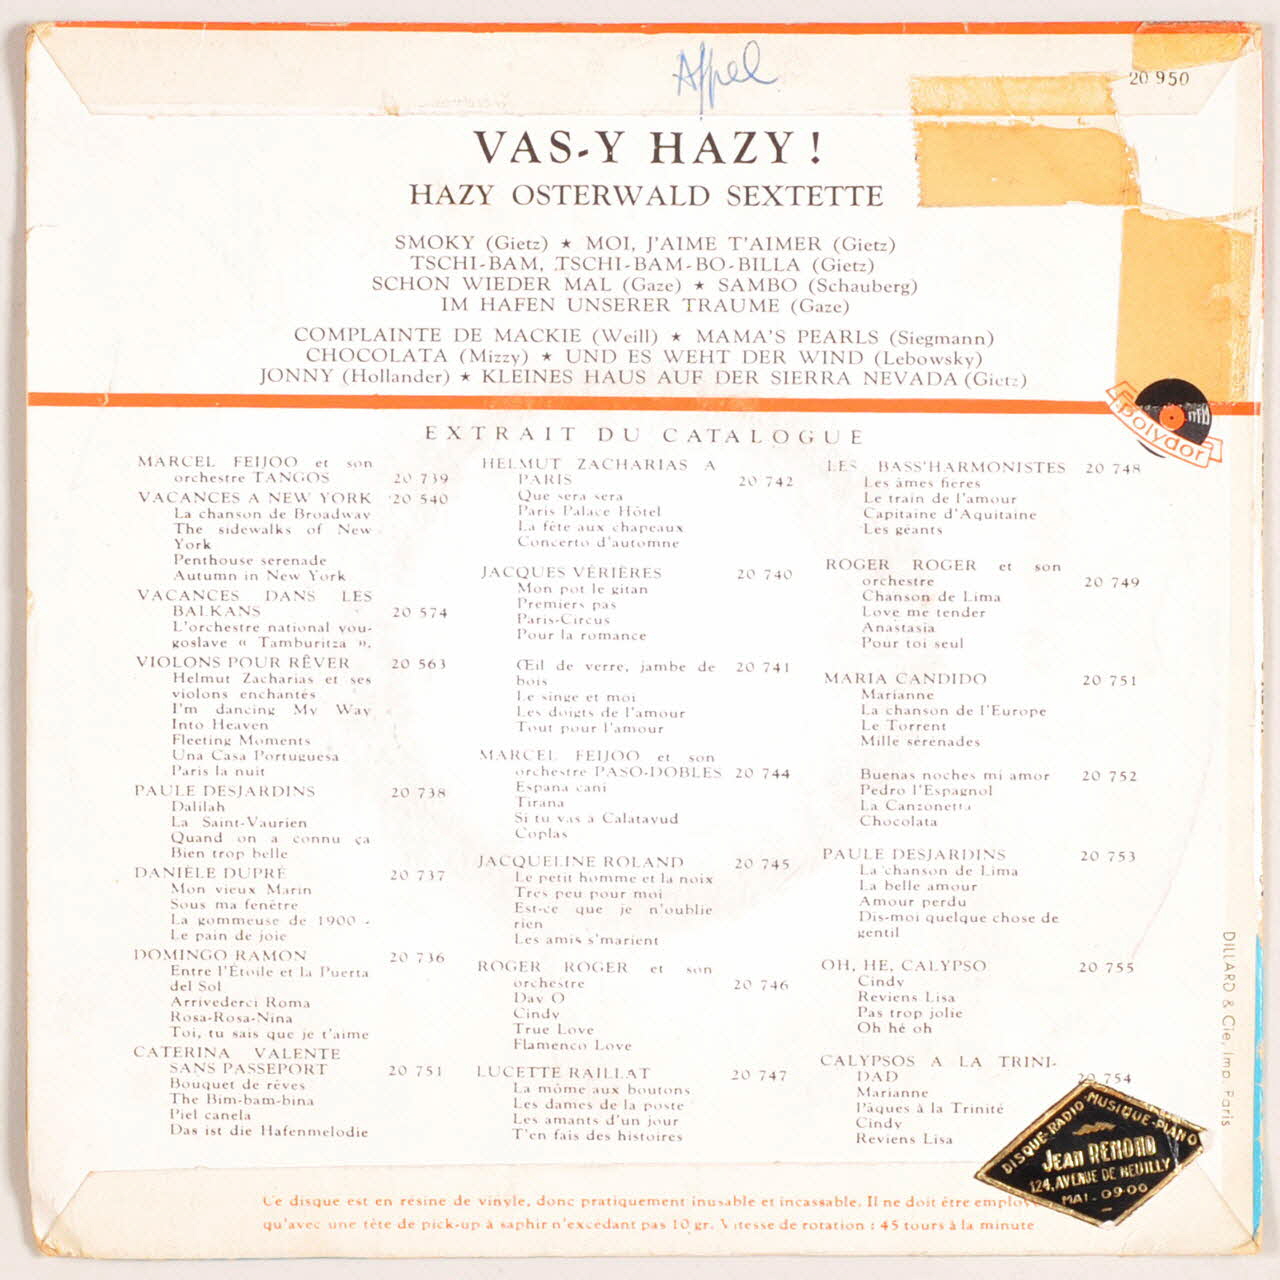 Appel
20 950
VAS-Y HAZY !
HAZY OSTERWALD SEXTETTE
SMOKY (Gietz) ★ MOI, J'AIME T'AIMER (Gietz)
TSCHI-BAM, TSCHI-BAM-BO-BILLA (Gietz)
SCHON WIEDER MAL (Gaze) ★ SAMBO (Schauberg)
IM HAFEN UNSERER TRAUME (Gaze)
COMPLAINTE DE MACKIE (Weill) ★ MAMA'S PEARLS (Siegmann)
CHOCOLATA (Mizzy) ★ UND ES WEHT DER WIND (Lebowsky)
JONNY (Hollander) ★ KLEINES HAUS AUF DER SIERRA NEVADA (Gietz)
polydor
EXTRAIT DU CATALOGUE
MARCEL FEIJOO et son
orchestre TANGOS 20 739
VACANCES A NEW YORK 20 540
La chanson de Broadway
The sidewalks of New
York
Penthouse serenade
Autumn in New York
VACANCES DANS LES
BALKANS 20 574
L'orchestre national you-
goslave « Tamburitza ».
VIOLONS POUR RÊVER 20 563
Helmut Zacharias et ses
violons enchantés
I'm dancing My Way
Into Heaven
Fleeting Moments
Una Casa Portuguesa
Paris la nuit
PAULE DESJARDINS 20 738
Dalilah
La Saint-Vaurien
Quand on a connu ça
Bien trop belle
DANIÈLE DUPRÉ 20 737
Mon vieux Marin
Sous ma fenêtre
La gommeuse de 1900 -
Le pain de joie
DOMINGO RAMON 20 736
Entre l'Étoile et la Puerta
del Sol
Arrivederci Roma
Rosa-Rosa-Nina
Toi, tu sais que je t'aime
CATERINA VALENTE
SANS PASSEPORT 20 751
Bouquet de rêves
The Bim-bam-bina
Piel canela
Das ist die Hafenmelodie
HELMUT ZACHARIAS A
PARIS 20 742
Que sera sera
Paris Palace Hôtel
La fête aux chapeaux
Concerto d'automne
JACQUES VÉRIÈRES 20 740
Mon pot le gitan
Premiers pas
Paris-Circus
Pour la romance
Œil de verre, jambe de 20 741
bois
Le singe et moi
Les doigts de l'amour
Tout pour l'amour
MARCEL FEIJOO et son
orchestre PASO-DOBLES 20 744
Espana cani
Tirana
Si tu vas à Calatayud
Coplas
JACQUELINE ROLAND 20 745
Le petit homme et la noix
Tres peu pour moi
Est-ce que je n'oublie
rien
Les amis s'marient
ROGER ROGER et son
orchestre 20 746
Day O
Cindy
True Love
Flamenco Love
LUCETTE RAILLAT 20 747
La môme aux boutons
Les dames de la poste
Les amants d'un jour
T'en fais des histoires
LES BASS'HARMONISTES 20 748
Les âmes fieres
Le train de l'amour
Capitaine d'Aquitaine
Les géants
ROGER ROGER et son
orchestre 20 749
Chanson de Lima
Love me tender
Anastasia
Pour toi seul
MARIA CANDIDO 20 751
Marianne
La chanson de l'Europe
Le Torrent
Mille sérénades
Buenas noches mi amor 20 752
Pedro l'Espagnol
La Canzonetta
Chocolata
PAULE DESJARDINS 20 753
La chanson de Lima
La belle amour
Amour perdu
Dis-moi quelque chose de
gentil
OH, HE, CALYPSO 20 755
Cindy
Reviens Lisa
Pas trop jolie
Oh hé oh
CALYPSOS A LA TRINI-
DAD 20 754
Marianne
Pâques à la Trinité
Cindy
Reviens Lisa
DILLARD & Cie, Imp. Paris
DISQUE-RADIO-MUSIQUE-PIANO
Jean REMOND
124, AVENUE DE NEUILLY
MAI - 09-00
Ce disque est en résine de vinyle, donc pratiquement inusable et incassable. Il ne doit être employ
qu'avec une tête de pick-up à saphir n'excédant pas 10 gr. Vitesse de rotation : 45 tours à la minute